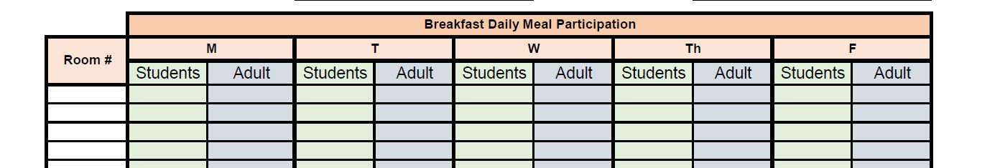 Breakfast Daily Meal Participation
Room #
M T W Th F
Students Adult Students Adult Students Adult Students Adult Students Adult